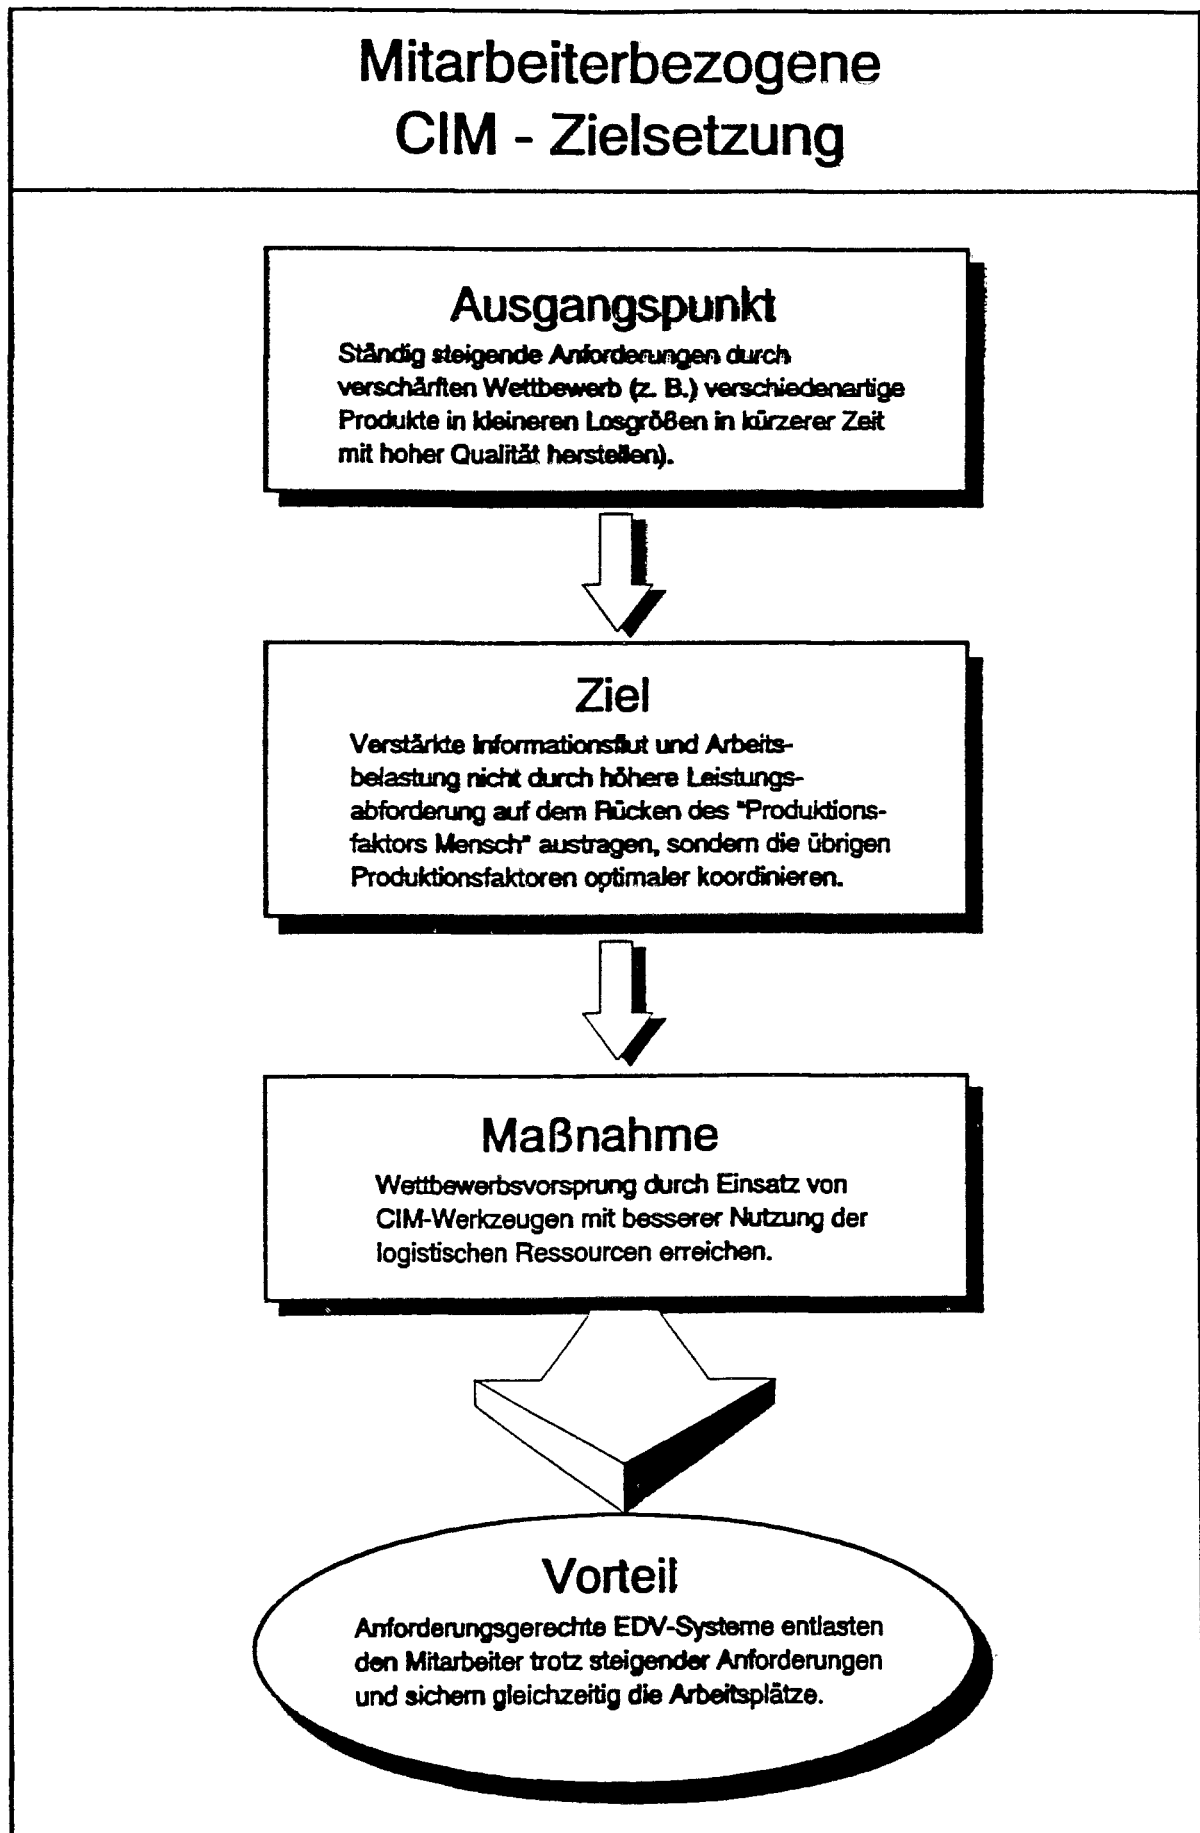 Mitarbeiterbezogene
CIM - Zielsetzung
Ausgangspunkt
Ständig steigende Anforderungen durch
verschärften Wettbewerb (z. B.) verschiedenartige
Produkte in kleineren Losgrößen in kürzerer Zeit
mit hoher Qualität herstellen).
Ziel
Verstärkte Informationsflut und Arbeits-
belastung nicht durch höhere Leistungs-
abforderung auf dem Rücken des "Produktions-
faktors Mensch" austragen, sondern die übrigen
Produktionsfaktoren optimaler koordinieren.
Maßnahme
Wettbewerbsvorsprung durch Einsatz von
CIM-Werkzeugen mit besserer Nutzung der
logistischen Ressourcen erreichen.
Vorteil
Anforderungsgerechte EDV-Systeme entlasten
den Mitarbeiter trotz steigender Anforderungen
und sichern gleichzeitig die Arbeitsplätze.